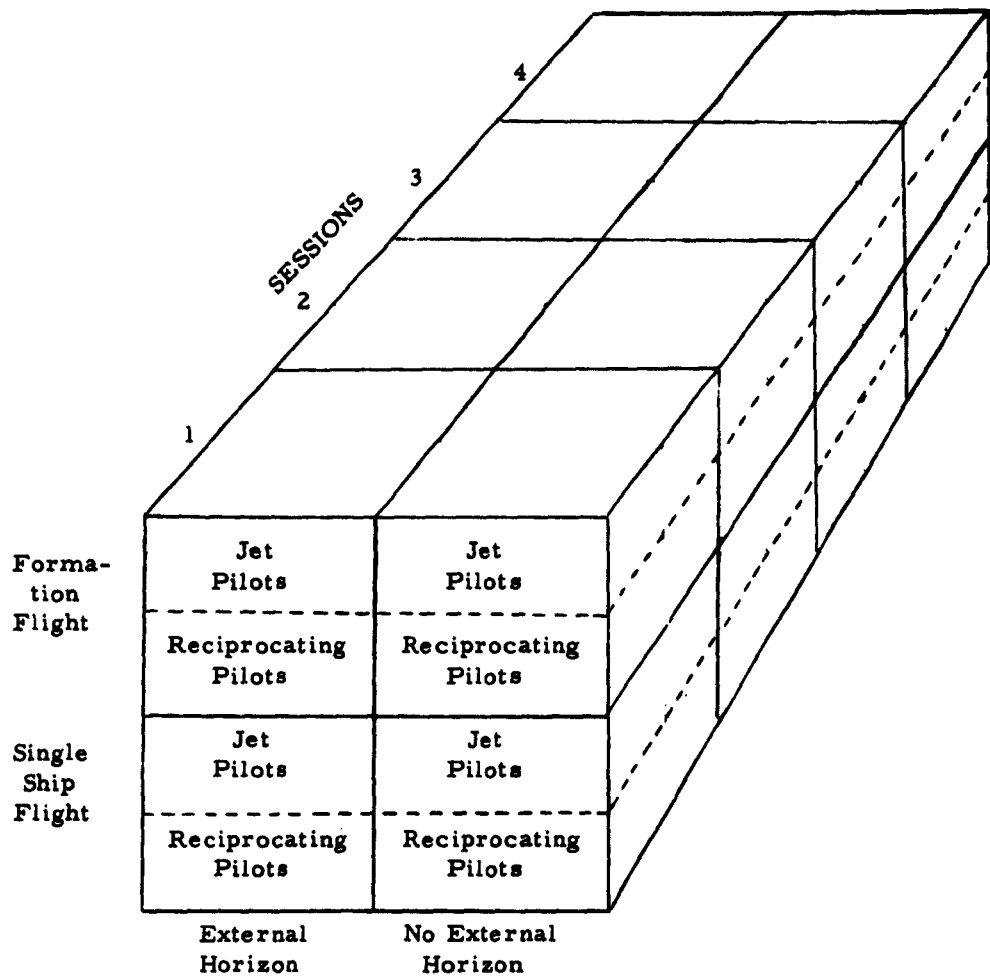 4
3
SESSIONS
2
1
Forma-
tion
Flight
Jet
Pilots
Jet
Pilots
Reciprocating
Pilots
Reciprocating
Pilots
Single
Ship
Flight
Jet
Pilots
Jet
Pilots
Reciprocating
Pilots
Reciprocating
Pilots
External
Horizon
No External
Horizon